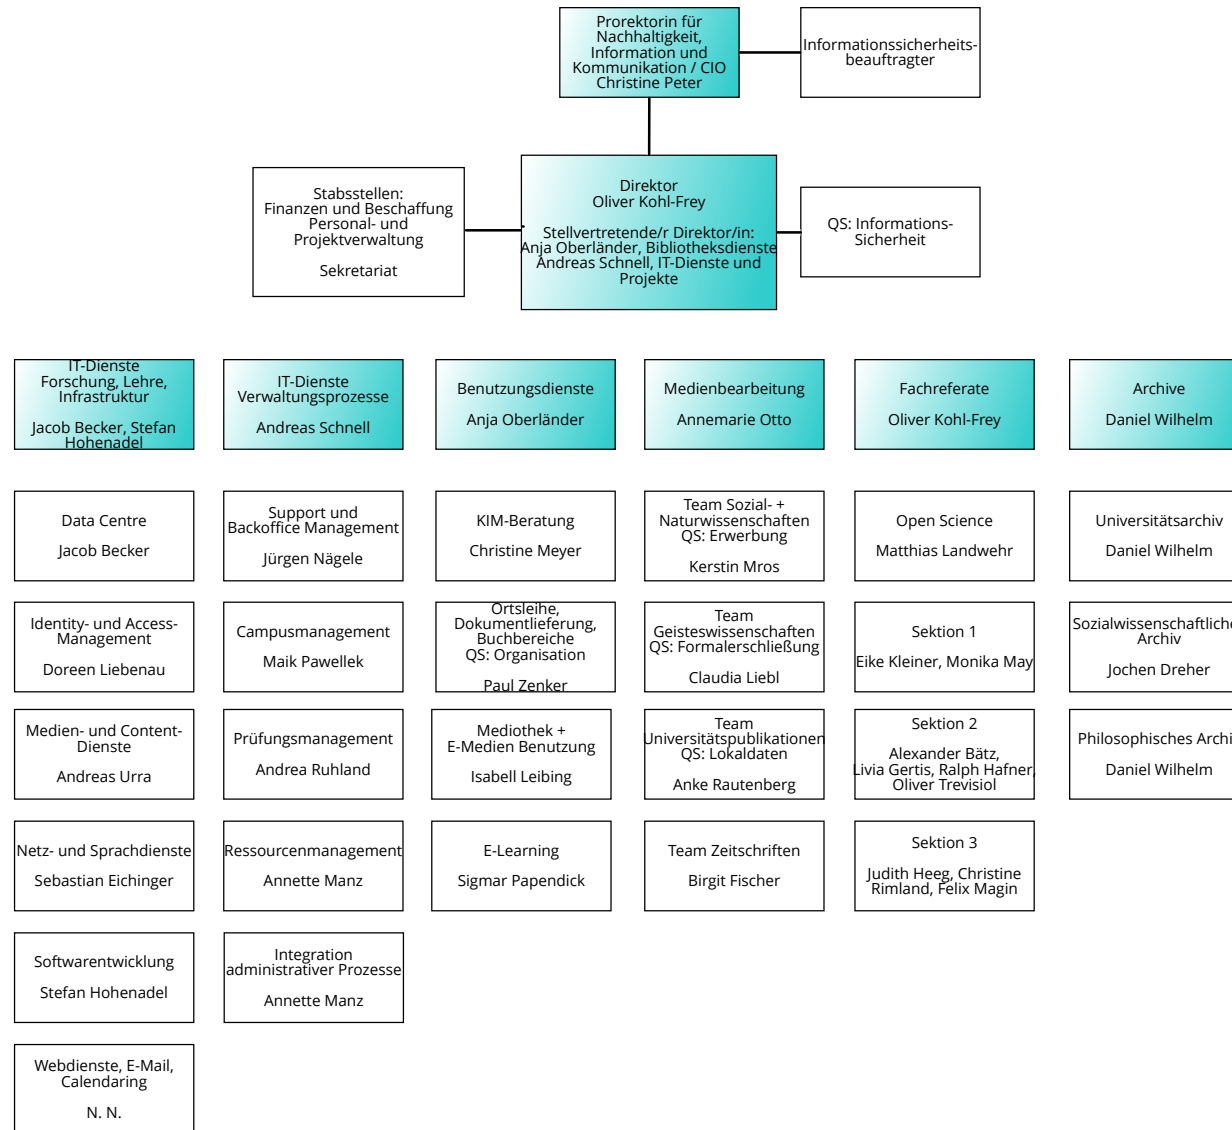 Prorektorin für
Nachhaltigkeit,
Information und
Kommunikation / CIO
Christine Peter
Informationssicherheits-
beauftragter
Stabsstellen:
Finanzen und Beschaffung
Personal- und
Projektverwaltung
Sekretariat
Direktor
Oliver Kohl-Frey
Stellvertretende/r Direktor/in:
Anja Oberländer, Bibliotheksdienste
Andreas Schnell, IT-Dienste und
Projekte
QS: Informations-
Sicherheit
IT-Dienste
Forschung, Lehre,
Infrastruktur
Jacob Becker, Stefan
Hohenadel
IT-Dienste
Verwaltungsprozesse
Andreas Schnell
Benutzungsdienste
Anja Oberländer
Medienbearbeitung
Annemarie Otto
Fachreferate
Oliver Kohl-Frey
Archive
Daniel Wilhelm
Data Centre
Jacob Becker
Support und
Backoffice Management
Jürgen Nägele
KIM-Beratung
Christine Meyer
Team Sozial- +
Naturwissenschaften
QS: Erwerbung
Kerstin Mros
Open Science
Matthias Landwehr
Universitätsarchiv
Daniel Wilhelm
Identity- und Access-
Management
Doreen Liebenau
Campusmanagement
Maik Pawellek
Ortsleihe,
Dokumentlieferung,
Buchbereiche
QS: Organisation
Paul Zenker
Team
Geisteswissenschaften
QS: Formalerschließung
Claudia Liebl
Sektion 1
Eike Kleiner, Monika May
Sozialwissenschaftliche
Archiv
Jochen Dreher
Medien- und Content-
Dienste
Andreas Urra
Prüfungsmanagement
Andrea Ruhland
Mediothek +
E-Medien Benutzung
Isabell Leibing
Team
Universitätspublikationen
QS: Lokaldaten
Anke Rautenberg
Sektion 2
Alexander Bätz,
Livia Gertis, Ralph Hafner,
Oliver Trevisiol
Philosophisches Archi
Daniel Wilhelm
Netz- und Sprachdienste
Sebastian Eichinger
Ressourcenmanagement
Annette Manz
E-Learning
Sigmar Papendick
Team Zeitschriften
Birgit Fischer
Sektion 3
Judith Heeg, Christine
Rimland, Felix Magin
Softwarentwicklung
Stefan Hohenadel
Integration
administrativer Prozesse
Annette Manz
Webdienste, E-Mail,
Calendaring
N. N.